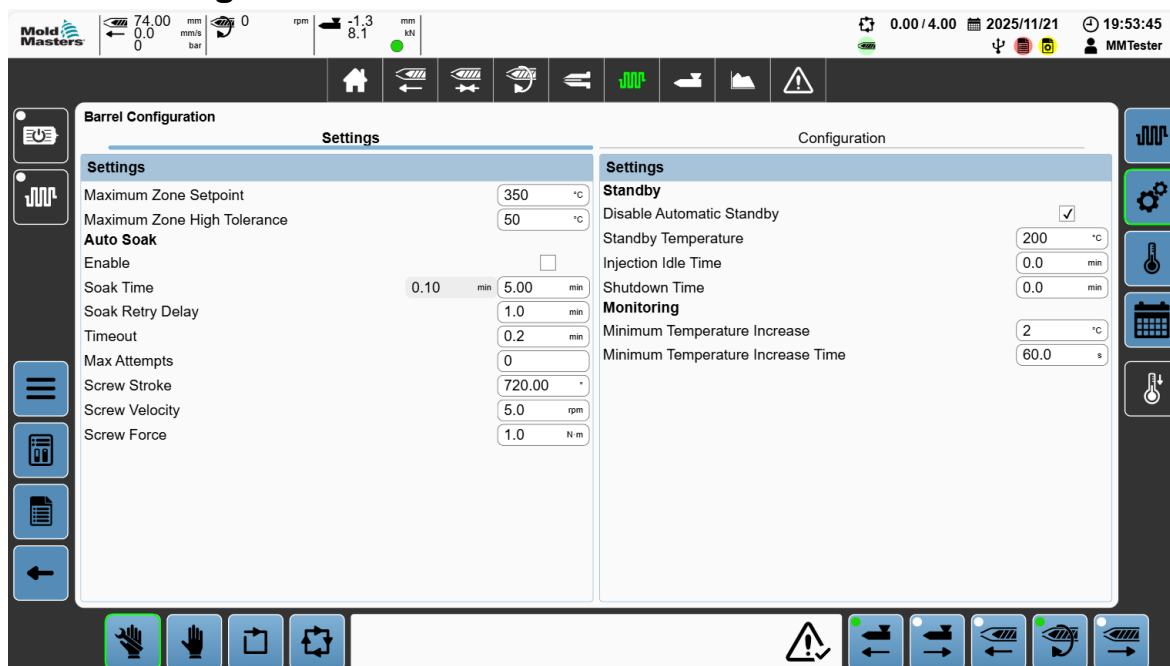 Mold
Masters
74.00 mm
0.0 mm/s
0 bar
0 rpm
-1.3 mm
8.1 kN
0.00 / 4.00
2025/11/21
19:53:45
MMTester
Barrel Configuration
Settings
Configuration
Settings
Maximum Zone Setpoint 350 °C
Maximum Zone High Tolerance 50 °C
Auto Soak
Enable
Soak Time 0.10 min 5.00 min
Soak Retry Delay 1.0 min
Timeout 0.2 min
Max Attempts 0
Screw Stroke 720.00 °
Screw Velocity 5.0 rpm
Screw Force 1.0 N·m
Settings
Standby
Disable Automatic Standby
Standby Temperature 200 °C
Injection Idle Time 0.0 min
Shutdown Time 0.0 min
Monitoring
Minimum Temperature Increase 2 °C
Minimum Temperature Increase Time 60.0 s